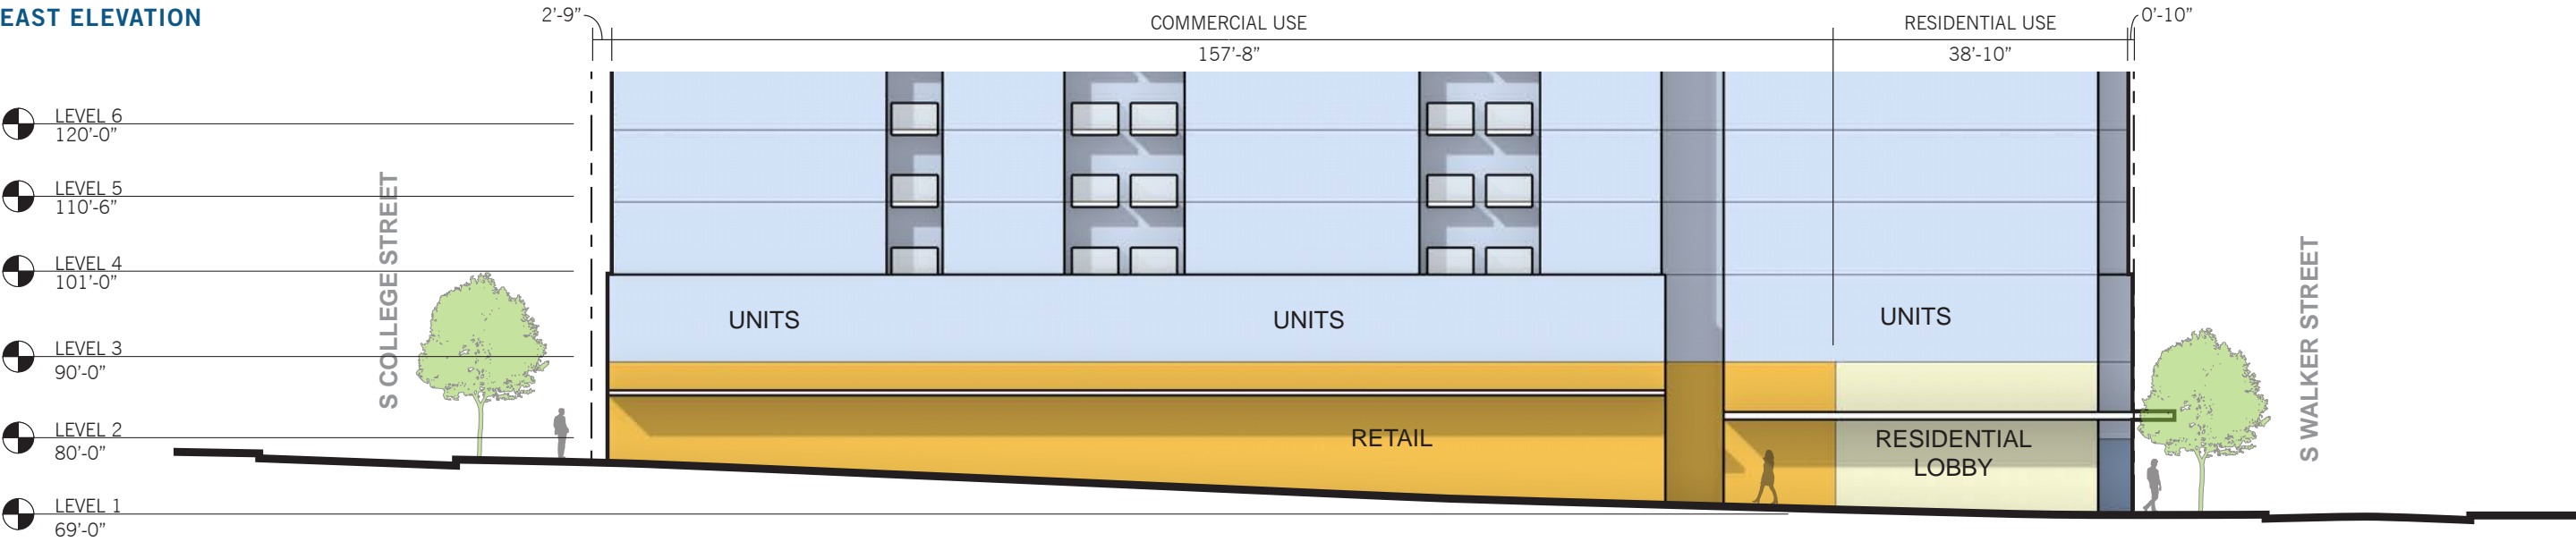 EAST ELEVATION
2’-9”
COMMERCIAL USE
157’-8”
RESIDENTIAL USE
38’-10”
0’-10”
LEVEL 6
120’-0”
LEVEL 5
110’-6”
LEVEL 4
101’-0”
LEVEL 3
90’-0”
LEVEL 2
80’-0”
LEVEL 1
69’-0”
S COLLEGE STREET
UNITS
UNITS
UNITS
RETAIL
RESIDENTIAL
LOBBY
S WALKER STREET